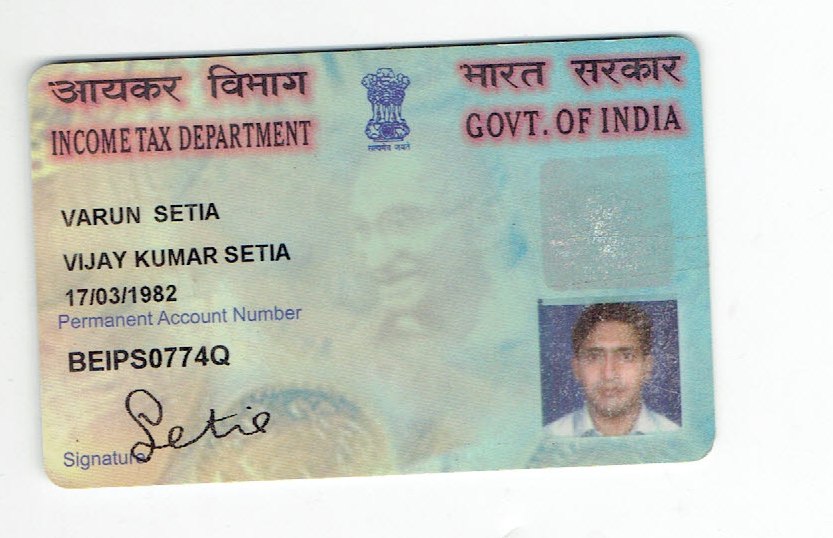 आयकर विभाग
भारत सरकार
INCOME TAX DEPARTMENT
GOVT. OF INDIA
सत्यमेव जयते
VARUN SETIA
VIJAY KUMAR SETIA
17/03/1982
Permanent Account Number
BEIPS0774Q
Setia
Signature